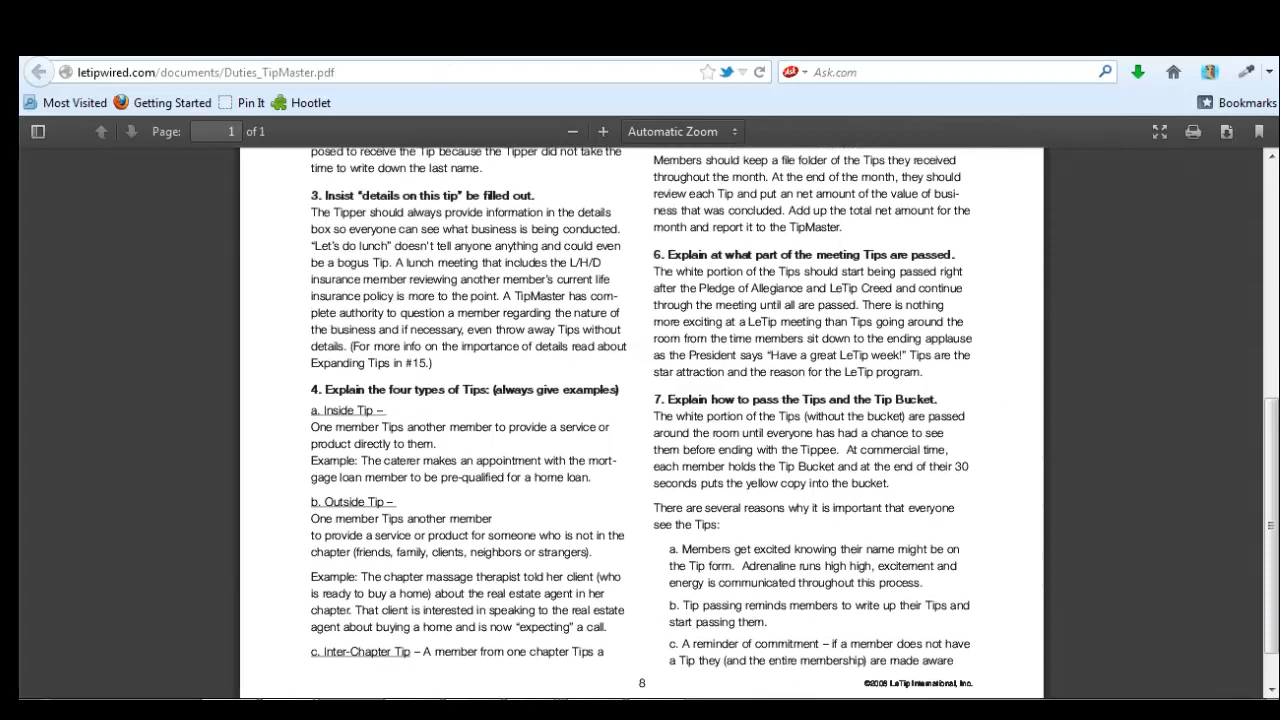 letipwired.com/documents/Duties_TipMaster.pdf
Ask.com
Most Visited
Getting Started
Pin It
Hootlet
Bookmarks
Page:
1
of 1
Automatic Zoom
posed to receive the Tip because the Tipper did not take the
time to write down the last name.
3. Insist “details on this tip” be filled out.
The Tipper should always provide information in the details
box so everyone can see what business is being conducted.
“Let's do lunch” doesn't tell anyone anything and could even
be a bogus Tip. A lunch meeting that includes the L/H/D
insurance member reviewing another member's current life
insurance policy is more to the point. A TipMaster has com-
plete authority to question a member regarding the nature of
the business and if necessary, even throw away Tips without
details. (For more info on the importance of details read about
Expanding Tips in #15.)
4. Explain the four types of Tips: (always give examples)
a. Inside Tip –
One member Tips another member to provide a service or
product directly to them.
Example: The caterer makes an appointment with the mort-
gage loan member to be pre-qualified for a home loan.
b. Outside Tip –
One member Tips another member
to provide a service or product for someone who is not in the
chapter (friends, family, clients, neighbors or strangers).
Example: The chapter massage therapist told her client (who
is ready to buy a home) about the real estate agent in her
chapter. That client is interested in speaking to the real estate
agent about buying a home and is now “expecting” a call.
c. Inter-Chapter Tip – A member from one chapter Tips a
Members should keep a file folder of the Tips they received
throughout the month. At the end of the month, they should
review each Tip and put an net amount of the value of busi-
ness that was concluded. Add up the total net amount for the
month and report it to the TipMaster.
6. Explain at what part of the meeting Tips are passed.
The white portion of the Tips should start being passed right
after the Pledge of Allegiance and LeTip Creed and continue
through the meeting until all are passed. There is nothing
more exciting at a LeTip meeting than Tips going around the
room from the time members sit down to the ending applause
as the President says “Have a great LeTip week!” Tips are the
star attraction and the reason for the LeTip program.
7. Explain how to pass the Tips and the Tip Bucket.
The white portion of the Tips (without the bucket) are passed
around the room until everyone has had a chance to see
them before ending with the Tippee. At commercial time,
each member holds the Tip Bucket and at the end of their 30
seconds puts the yellow copy into the bucket.
There are several reasons why it is important that everyone
see the Tips:
a. Members get excited knowing their name might be on
the Tip form. Adrenaline runs high high, excitement and
energy is communicated throughout this process.
b. Tip passing reminds members to write up their Tips and
start passing them.
c. A reminder of commitment – if a member does not have
a Tip they (and the entire membership) are made aware
8
©2008 LeTip International, Inc.